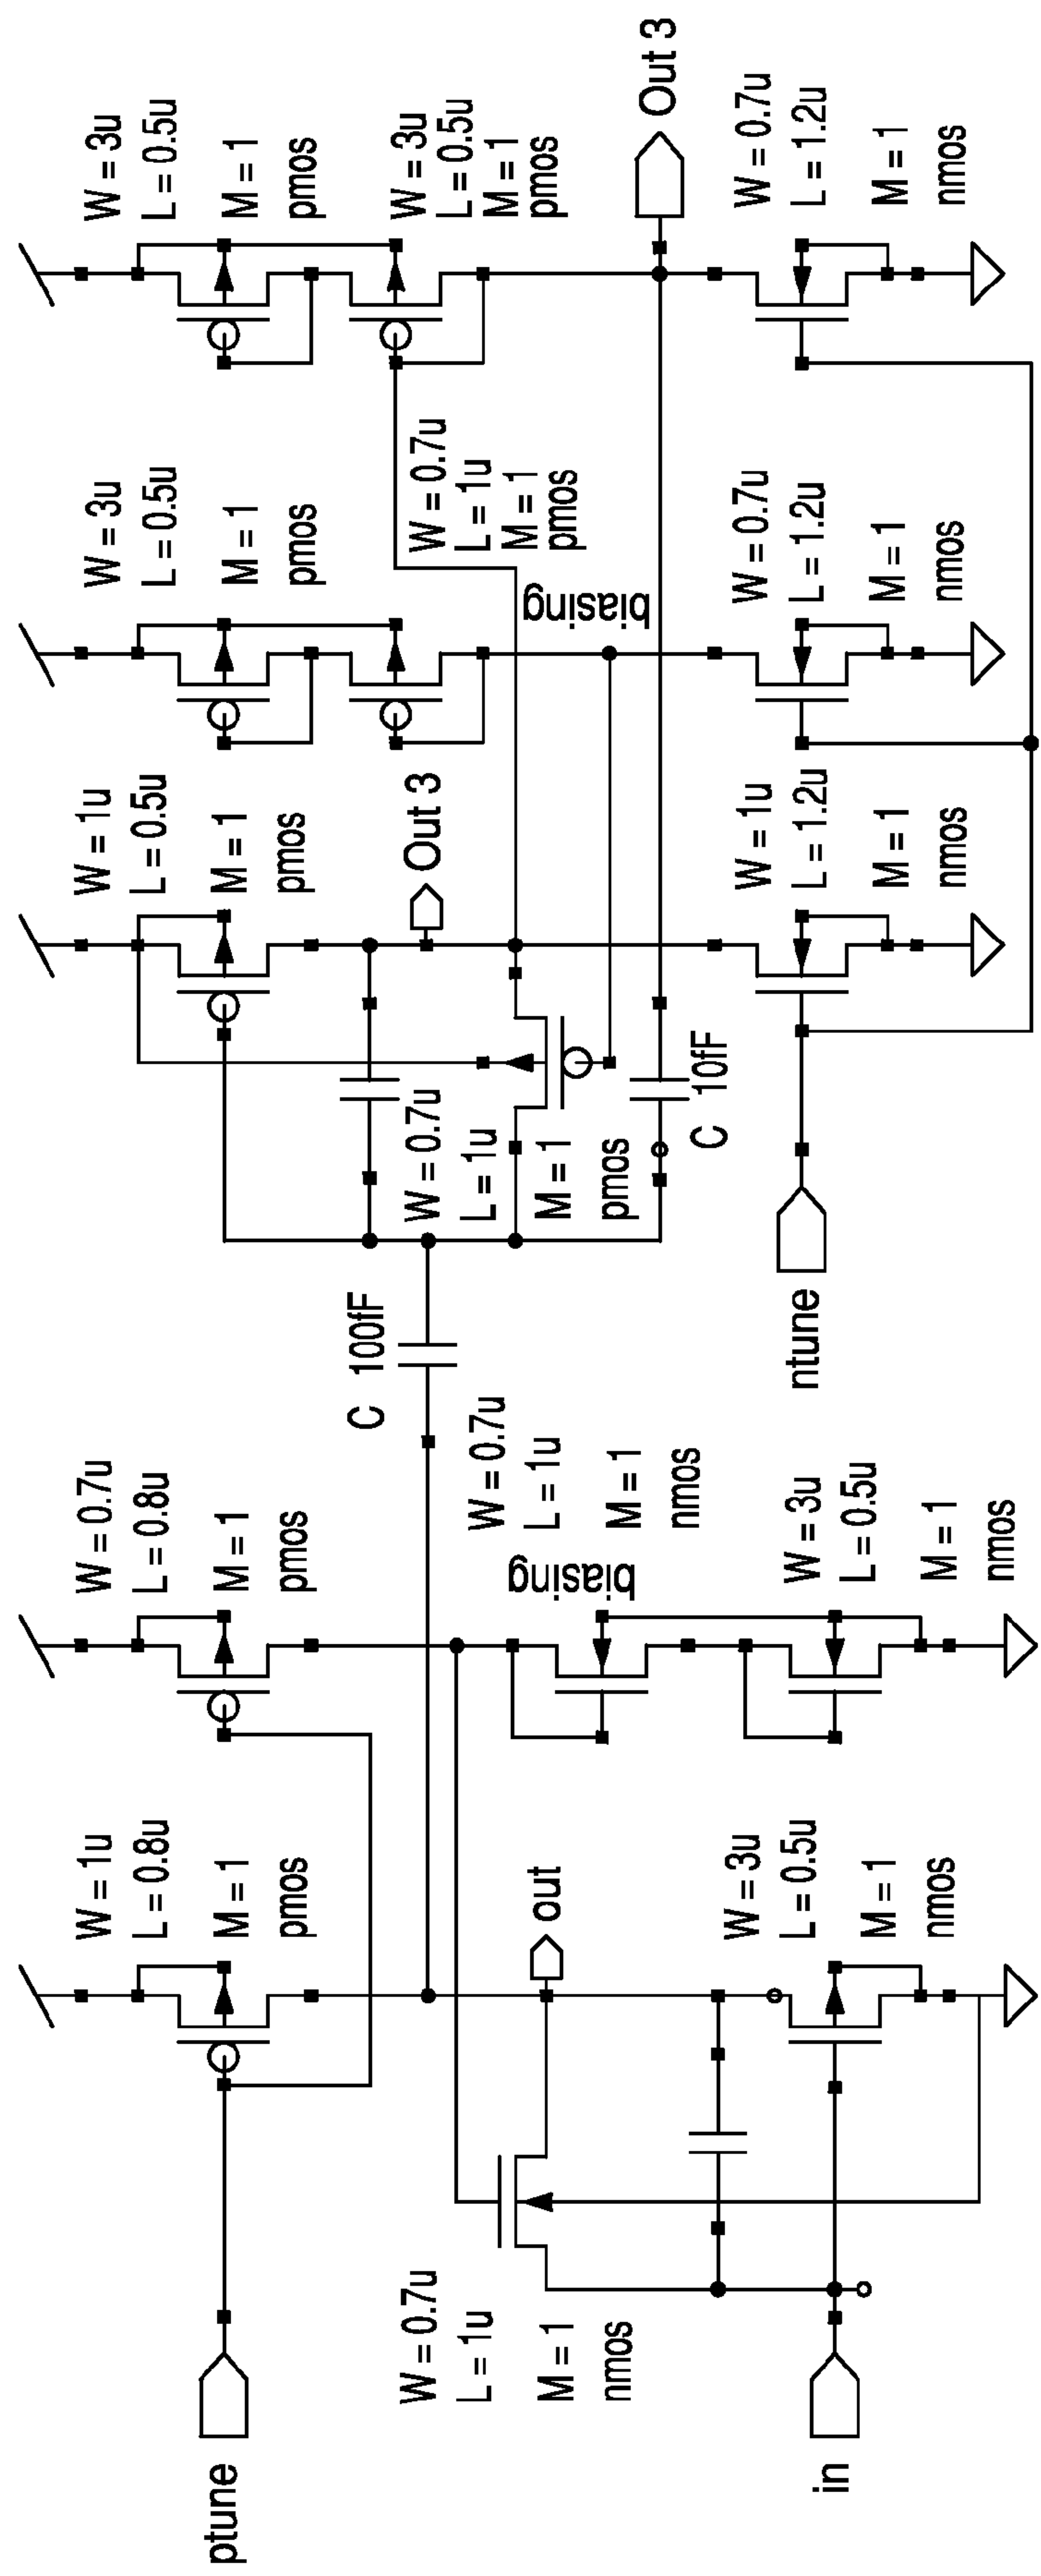 ptune
in
W = 1u
L = 0.8u
M = 1
pmos
W = 0.7u
L = 0.8u
M = 1
pmos
W = 0.7u
L = 1u
M = 1
nmos
out
W = 3u
L = 0.5u
M = 1
nmos
biasing
W = 0.7u
L = 1u
M = 1
nmos
W = 3u
L = 0.5u
M = 1
nmos
C 100fF
ntune
W = 1u
L = 0.5u
M = 1
pmos
W = 0.7u
L = 1u
M = 1
pmos
C 10fF
Out 3
W = 1u
L = 1.2u
M = 1
nmos
W = 3u
L = 0.5u
M = 1
pmos
W = 0.7u
L = 1u
M = 1
pmos
biasing
W = 0.7u
L = 1.2u
M = 1
nmos
W = 3u
L = 0.5u
M = 1
pmos
W = 3u
L = 0.5u
M = 1
pmos
Out 3
W = 0.7u
L = 1.2u
M = 1
nmos